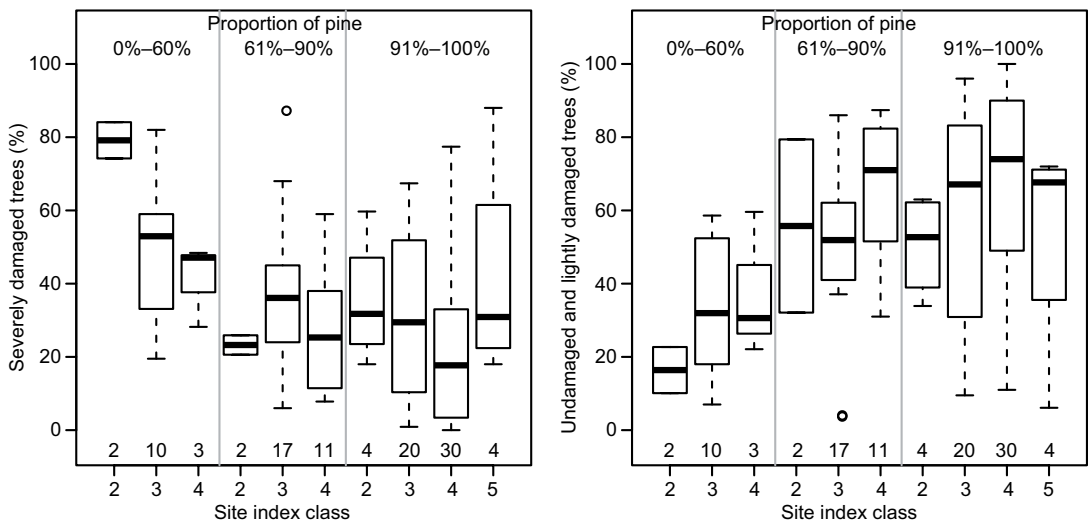 Proportion of pine
0%–60% 61%–90% 91%–100%
Severely damaged trees (%)
100
80
60
40
20
0
2 10 3 2 17 11 4 20 30 4
2 3 4 2 3 4 2 3 4 5
Site index class
Proportion of pine
0%–60% 61%–90% 91%–100%
Undamaged and lightly damaged trees (%)
100
80
60
40
20
0
2 10 3 2 17 11 4 20 30 4
2 3 4 2 3 4 2 3 4 5
Site index class